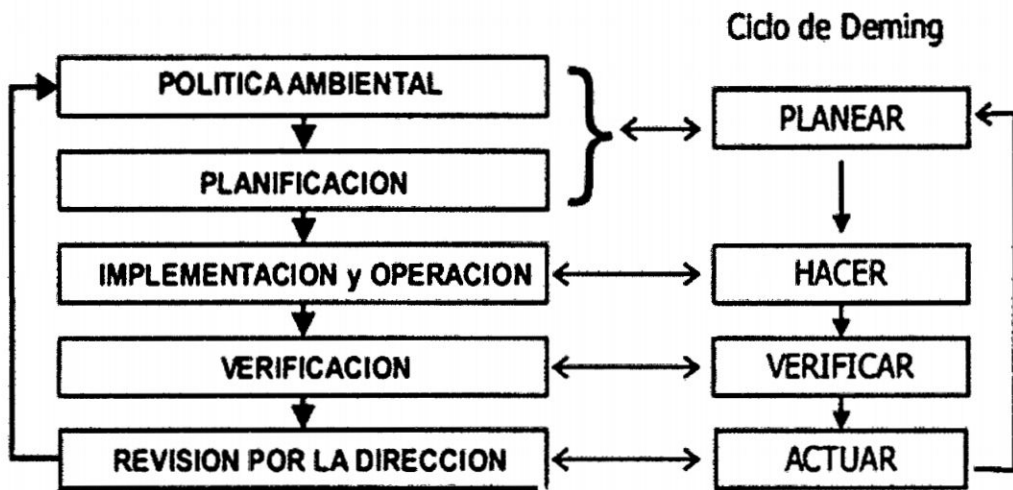 Ciclo de Deming
POLITICA AMBIENTAL
PLANEAR
PLANIFICACION
IMPLEMENTACION y OPERACION
HACER
VERIFICACION
VERIFICAR
REVISION POR LA DIRECCION
ACTUAR